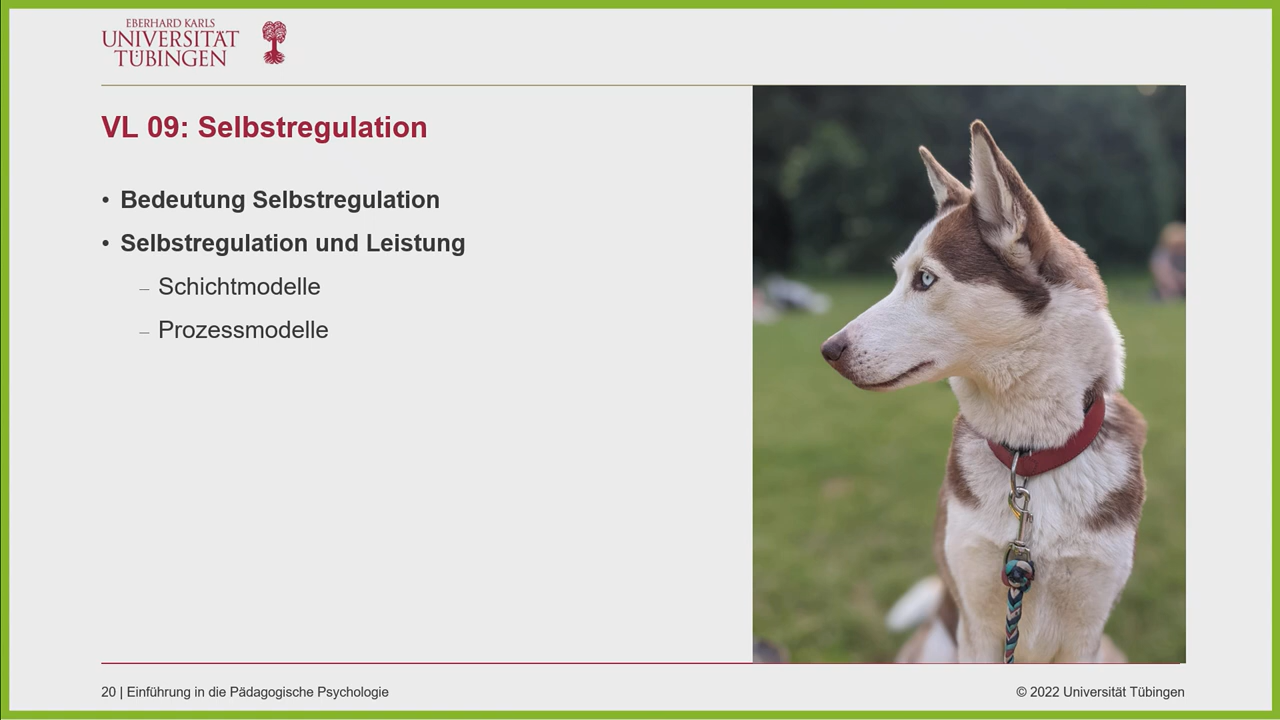 EBERHARD KARLS
UNIVERSITÄT
TÜBINGEN
VL 09: Selbstregulation
• Bedeutung Selbstregulation
• Selbstregulation und Leistung
– Schichtmodelle
– Prozessmodelle
20 | Einführung in die Pädagogische Psychologie
© 2022 Universität Tübingen